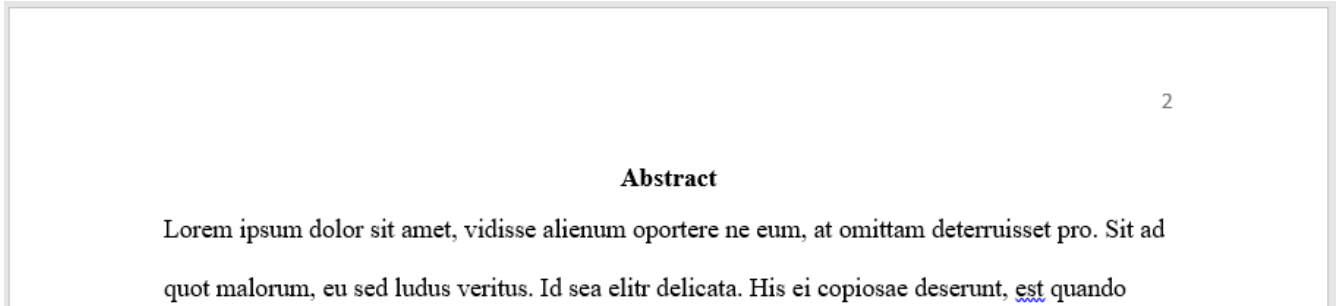 2
Abstract
Lorem ipsum dolor sit amet, vidisse alienum oportere ne eum, at omittam deterruisset pro. Sit ad
quot malorum, eu sed ludus veritus. Id sea elitr delicata. His ei copiosae deserunt, est quando